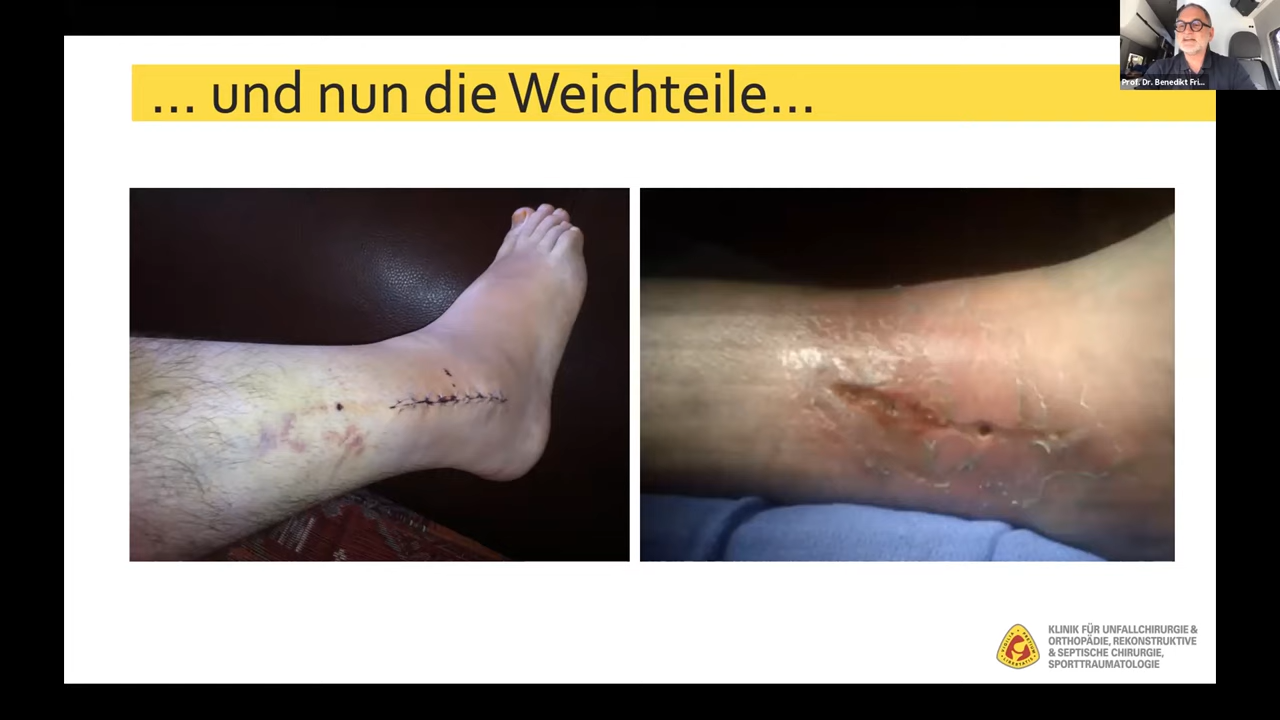 Prof. Dr. Benedikt Fri...
... und nun die Weichteile...
KLINIK FÜR UNFALLCHIRURGIE &
ORTHOPÄDIE, REKONSTRUKTIVE
& SEPTISCHE CHIRURGIE,
SPORTTRAUMATOLOGIE